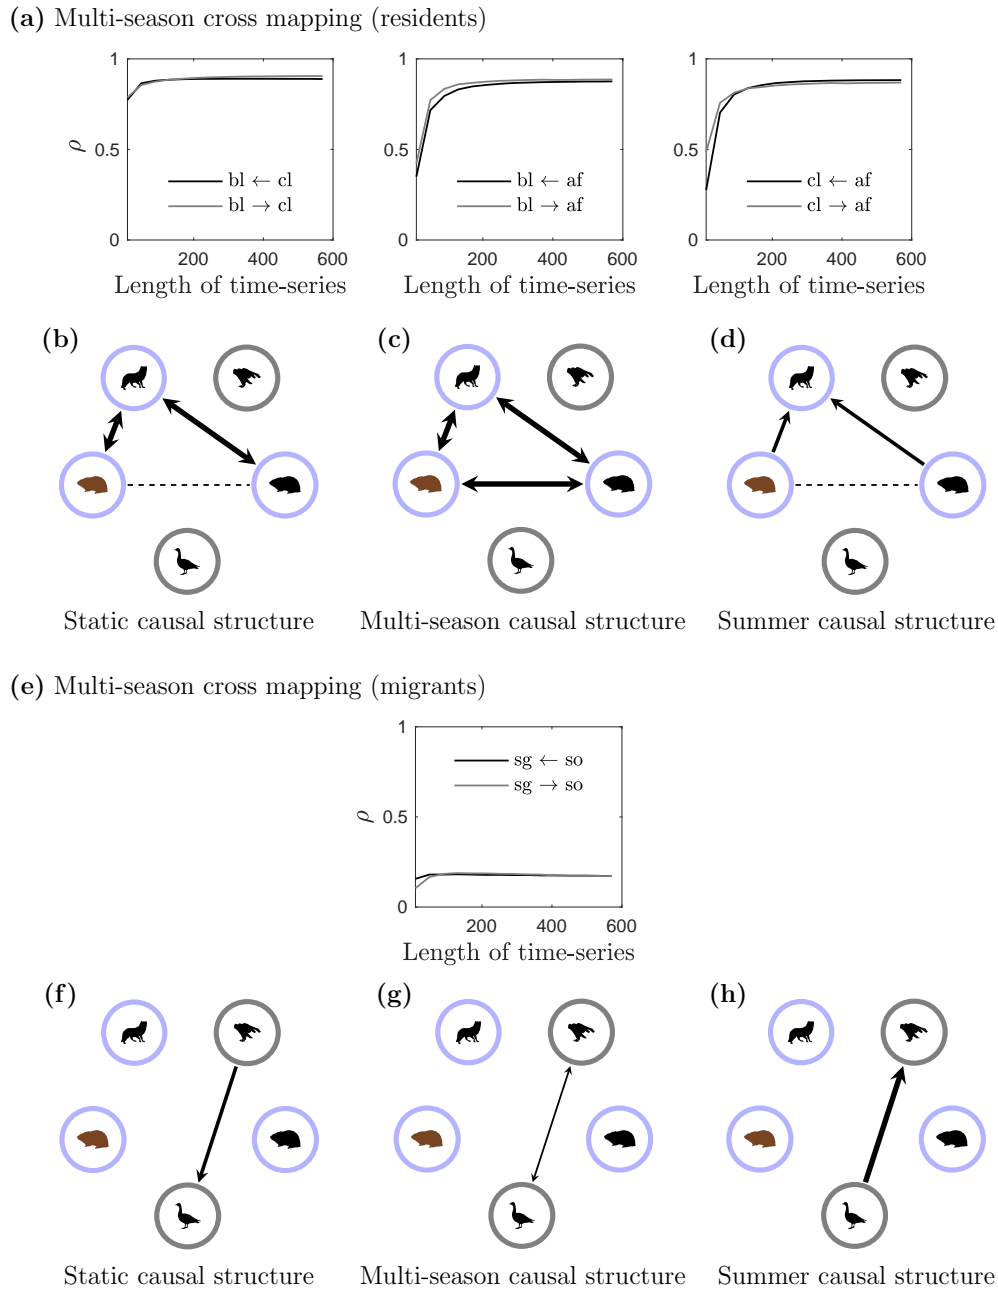 (a) Multi-season cross mapping (residents)
1
0.5
0
ρ
bl ← cl
bl → cl
200 400 600
Length of time-series
1
0.5
0
bl ← af
bl → af
200 400 600
Length of time-series
1
0.5
0
cl ← af
cl → af
200 400 600
Length of time-series
(b)
Static causal structure
(c)
Multi-season causal structure
(d)
Summer causal structure
(e) Multi-season cross mapping (migrants)
1
0.5
0
ρ
sg ← so
sg → so
200 400 600
Length of time-series
(f)
Static causal structure
(g)
Multi-season causal structure
(h)
Summer causal structure